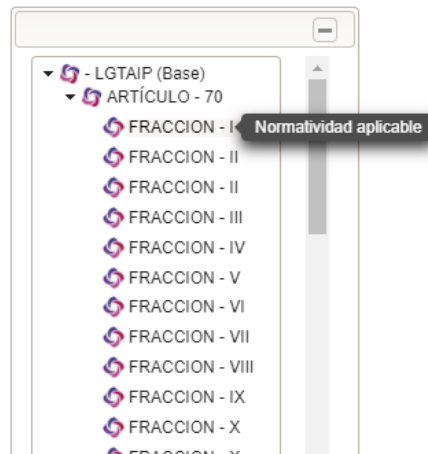 - LGTAIP (Base)
ARTÍCULO - 70
FRACCION - I
Normatividad aplicable
FRACCION - II
FRACCION - II
FRACCION - III
FRACCION - IV
FRACCION - V
FRACCION - VI
FRACCION - VII
FRACCION - VIII
FRACCION - IX
FRACCION - X
FRACCION - X